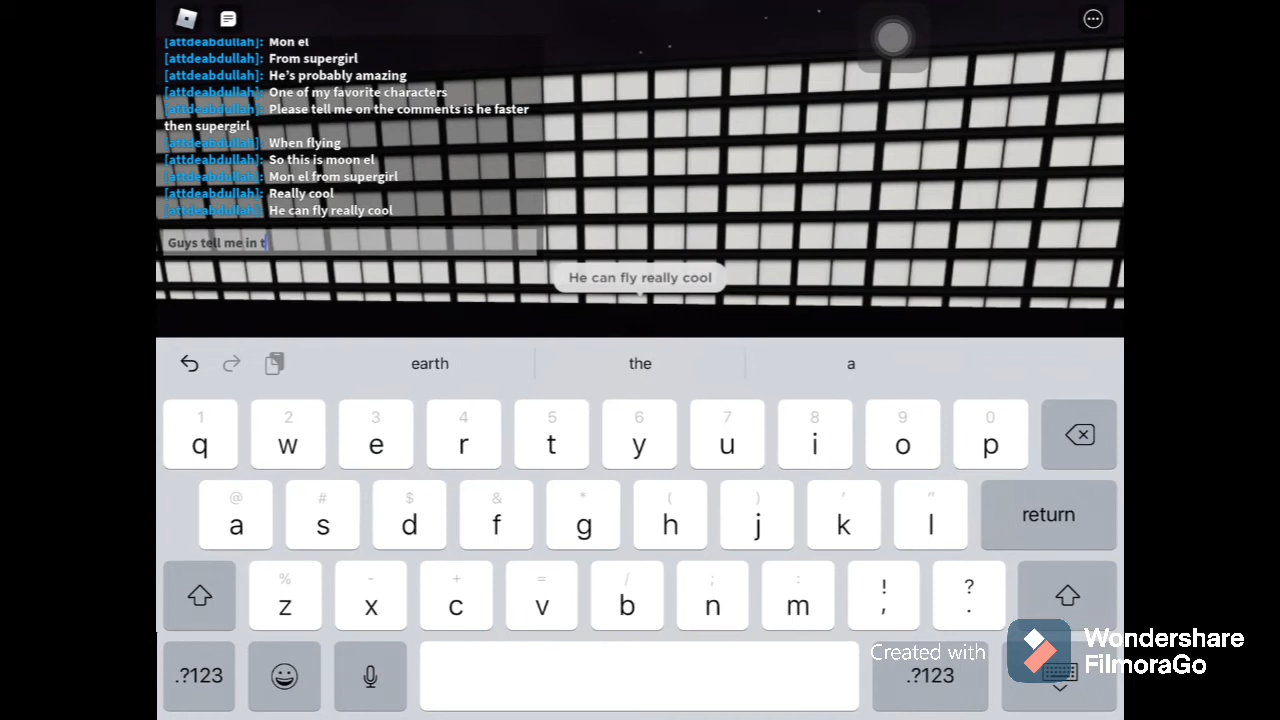 [attdeabdullah]: Mon el
[attdeabdullah]: From supergirl
[attdeabdullah]: He's probably amazing
[attdeabdullah]: One of my favorite characters
[attdeabdullah]: Please tell me on the comments is he faster
then supergirl
[attdeabdullah]: When flying
[attdeabdullah]: So this is moon el
[attdeabdullah]: Mon el from supergirl
[attdeabdullah]: Really cool
[attdeabdullah]: He can fly really cool
Guys tell me in t
He can fly really cool
earth the a
1 2 3 4 5 6 7 8 9 0
q w e r t y u i o p
@ # $ & * ( ) ' "
a s d f g h j k l return
% - + = / ; : ! ?
z x c v b n m , .
.?123 .?123
Created with Wondershare
FilmoraGo